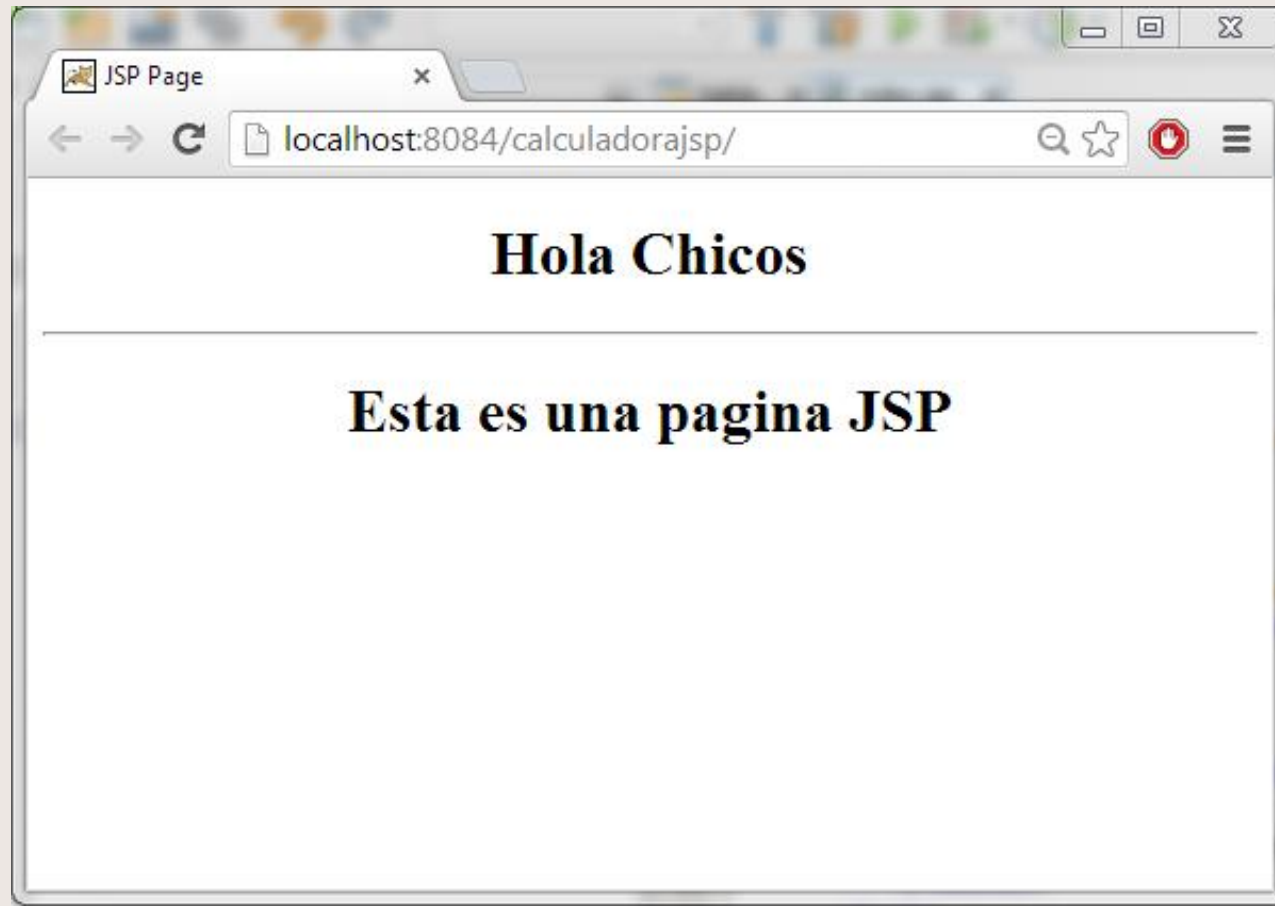 JSP Page
localhost:8084/calculadorajsp/
Hola Chicos
Esta es una pagina JSP